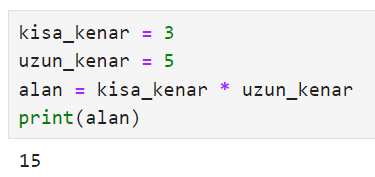 kisa_kenar = 3
uzun_kenar = 5
alan = kisa_kenar * uzun_kenar
print(alan)
15